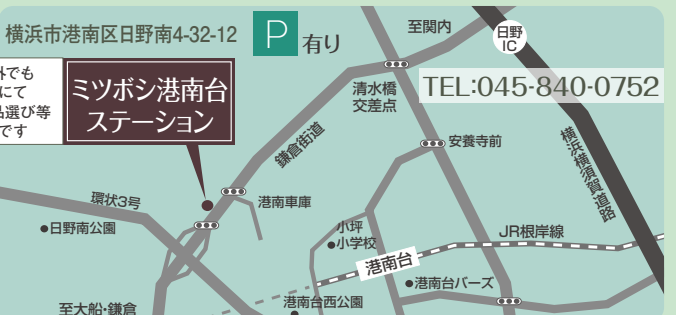 横浜市港南区日野南4-32-12
P 有り
至関内
日野
IC
外でも
にて
品選び等
です
ミツボシ港南台
ステーション
清水橋
交差点
TEL:045-840-0752
鎌倉街道
安養寺前
横浜横須賀道路
環状3号
港南車庫
日野南公園
小坪
小学校
JR根岸線
港南台
港南台バーズ
港南台西公園
至大船・鎌倉